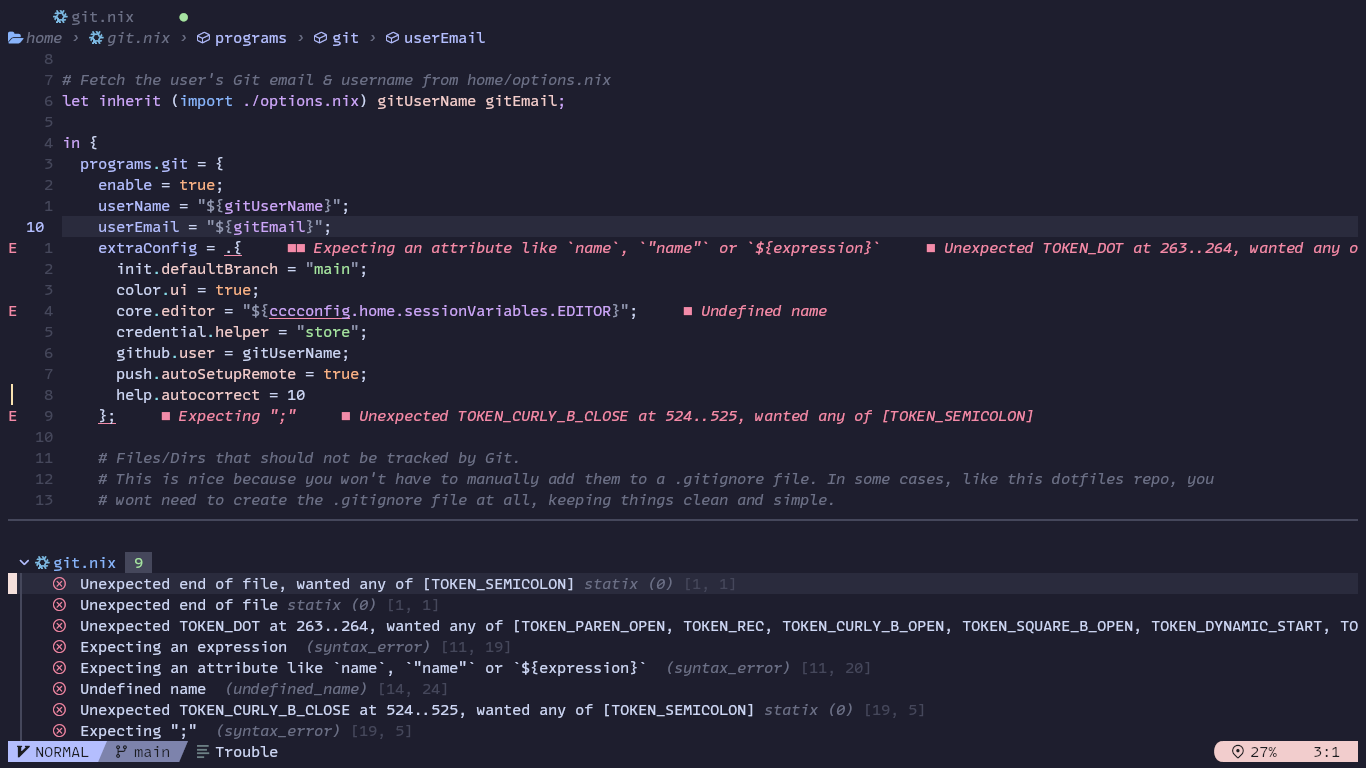 git.nix ●
home › git.nix › programs › git › userEmail
8
7 # Fetch the user's Git email & username from home/options.nix
6 let inherit (import ./options.nix) gitUserName gitEmail;
5
4 in {
3 programs.git = {
2 enable = true;
1 userName = "${gitUserName}";
10 userEmail = "${gitEmail}";
E 1 extraConfig = .{ ■■ Expecting an attribute like `name`, `"name"` or `${expression}` ■ Unexpected TOKEN_DOT at 263..264, wanted any o
2 init.defaultBranch = "main";
3 color.ui = true;
E 4 core.editor = "${cccconfig.home.sessionVariables.EDITOR}"; ■ Undefined name
5 credential.helper = "store";
6 github.user = gitUserName;
7 push.autoSetupRemote = true;
8 help.autocorrect = 10
E 9 }; ■ Expecting ";" ■ Unexpected TOKEN_CURLY_B_CLOSE at 524..525, wanted any of [TOKEN_SEMICOLON]
10
11 # Files/Dirs that should not be tracked by Git.
12 # This is nice because you won't have to manually add them to a .gitignore file. In some cases, like this dotfiles repo, you
13 # wont need to create the .gitignore file at all, keeping things clean and simple.
git.nix 9
Unexpected end of file, wanted any of [TOKEN_SEMICOLON] statix (0) [1, 1]
Unexpected end of file statix (0) [1, 1]
Unexpected TOKEN_DOT at 263..264, wanted any of [TOKEN_PAREN_OPEN, TOKEN_REC, TOKEN_CURLY_B_OPEN, TOKEN_SQUARE_B_OPEN, TOKEN_DYNAMIC_START, TO
Expecting an expression (syntax_error) [11, 19]
Expecting an attribute like `name`, `"name"` or `${expression}` (syntax_error) [11, 20]
Undefined name (undefined_name) [14, 24]
Unexpected TOKEN_CURLY_B_CLOSE at 524..525, wanted any of [TOKEN_SEMICOLON] statix (0) [19, 5]
Expecting ";" (syntax_error) [19, 5]
NORMAL main Trouble 27% 3:1